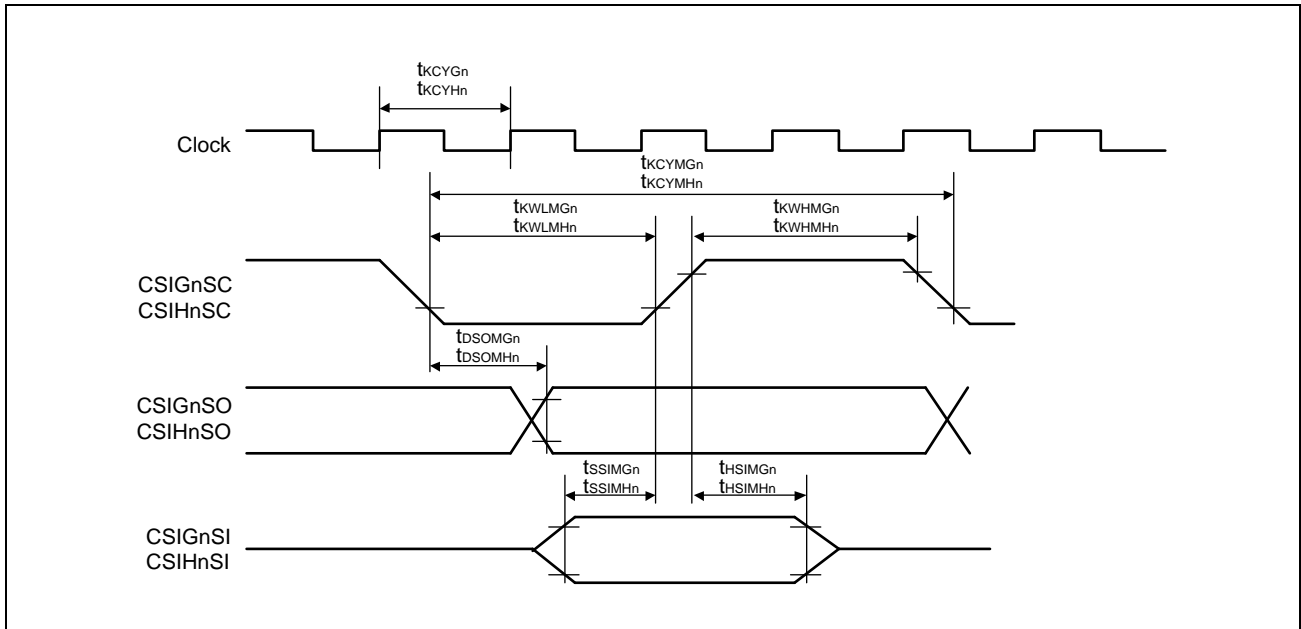 tKCYGn
tKCYHn
Clock
tKCYMGn
tKCYMHn
tKWLMGn
tKWLMHn
tKWHMGn
tKWHMHn
CSIGnSC
CSIHnSC
tDSOMGn
tDSOMHn
CSIGnSO
CSIHnSO
tSSIMGn
tSSIMHn
tHSIMGn
tHSIMHn
CSIGnSI
CSIHnSI